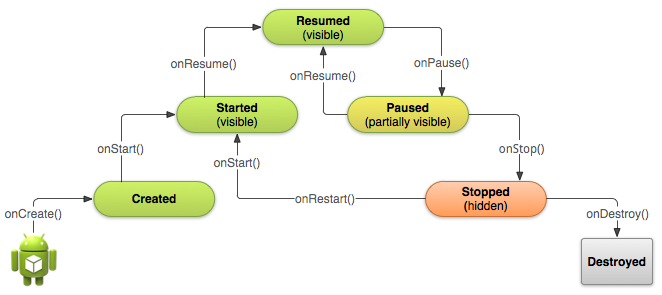 Resumed
(visible)
onResume()
onPause()
onResume()
Started
(visible)
Paused
(partially visible)
onStart()
onStart()
onStop()
Created
onRestart()
Stopped
(hidden)
onCreate()
onDestroy()
Destroyed